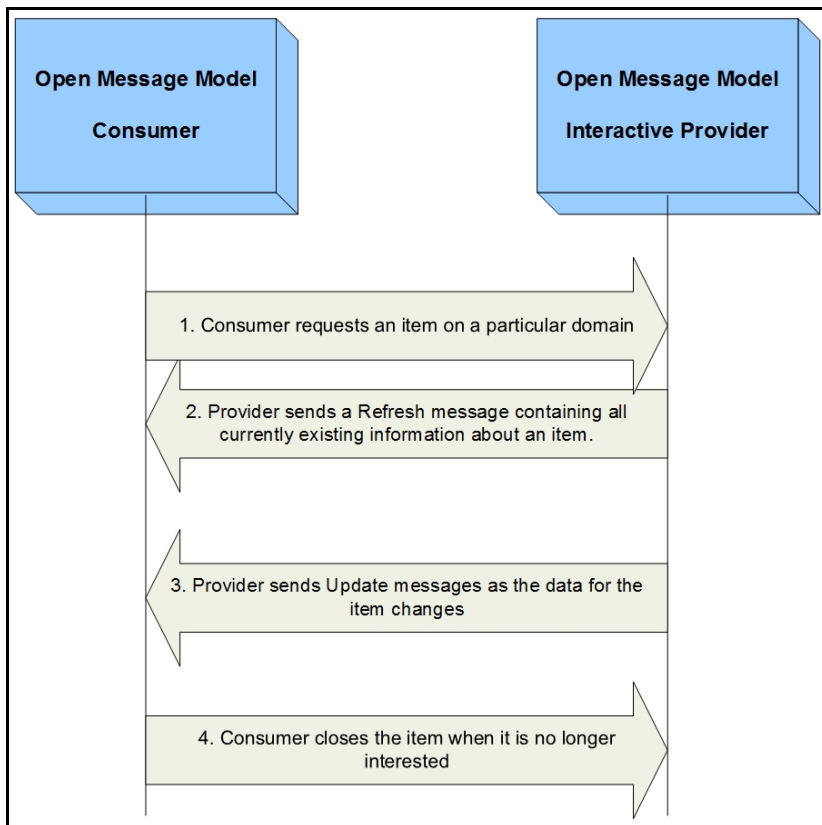 Open Message Model
Consumer
Open Message Model
Interactive Provider
1. Consumer requests an item on a particular domain
2. Provider sends a Refresh message containing all
currently existing information about an item.
3. Provider sends Update messages as the data for the
item changes
4. Consumer closes the item when it is no longer
interested